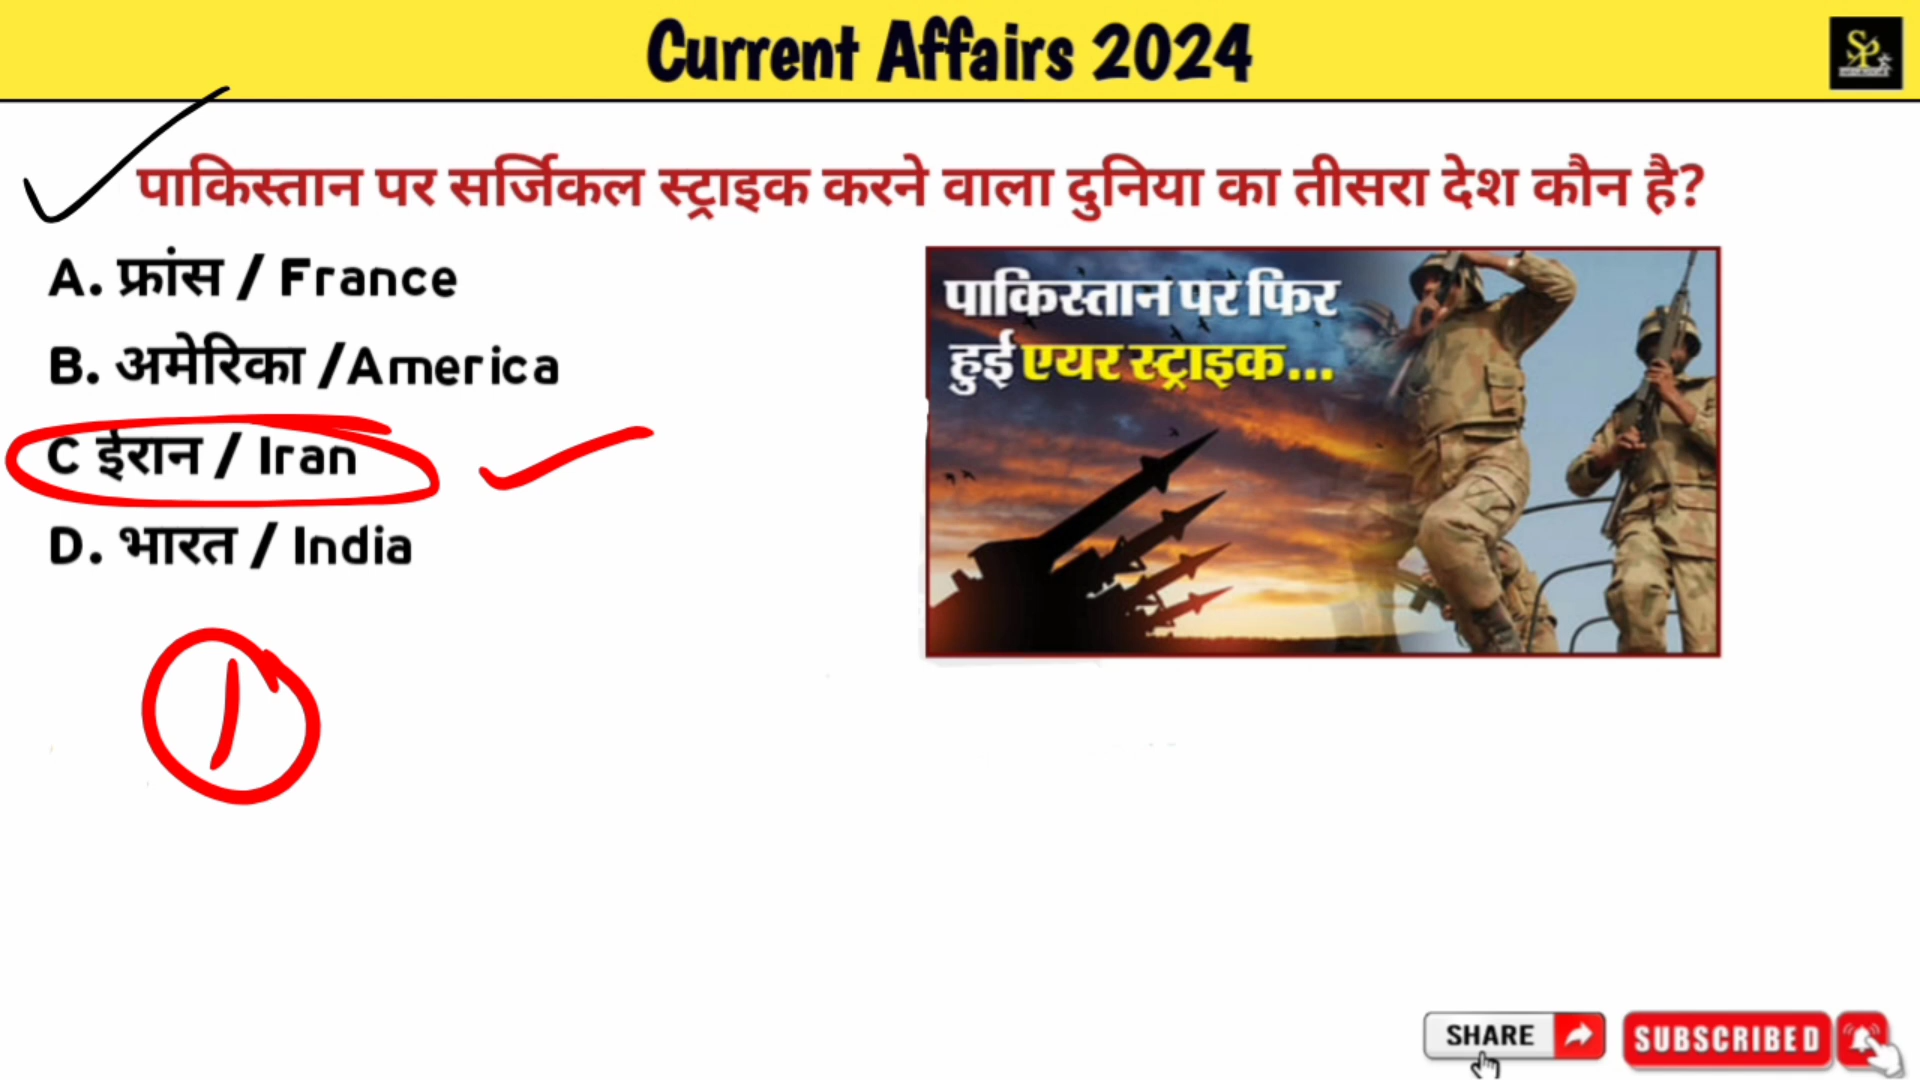 Current Affairs 2024
पाकिस्तान पर सर्जिकल स्ट्राइक करने वाला दुनिया का तीसरा देश कौन है?
A. फ्रांस / France
B. अमेरिका /America
C ईरान / Iran
D. भारत / India
पाकिस्तान पर फिर
हुई एयर स्ट्राइक...
1
SHARE
SUBSCRIBED